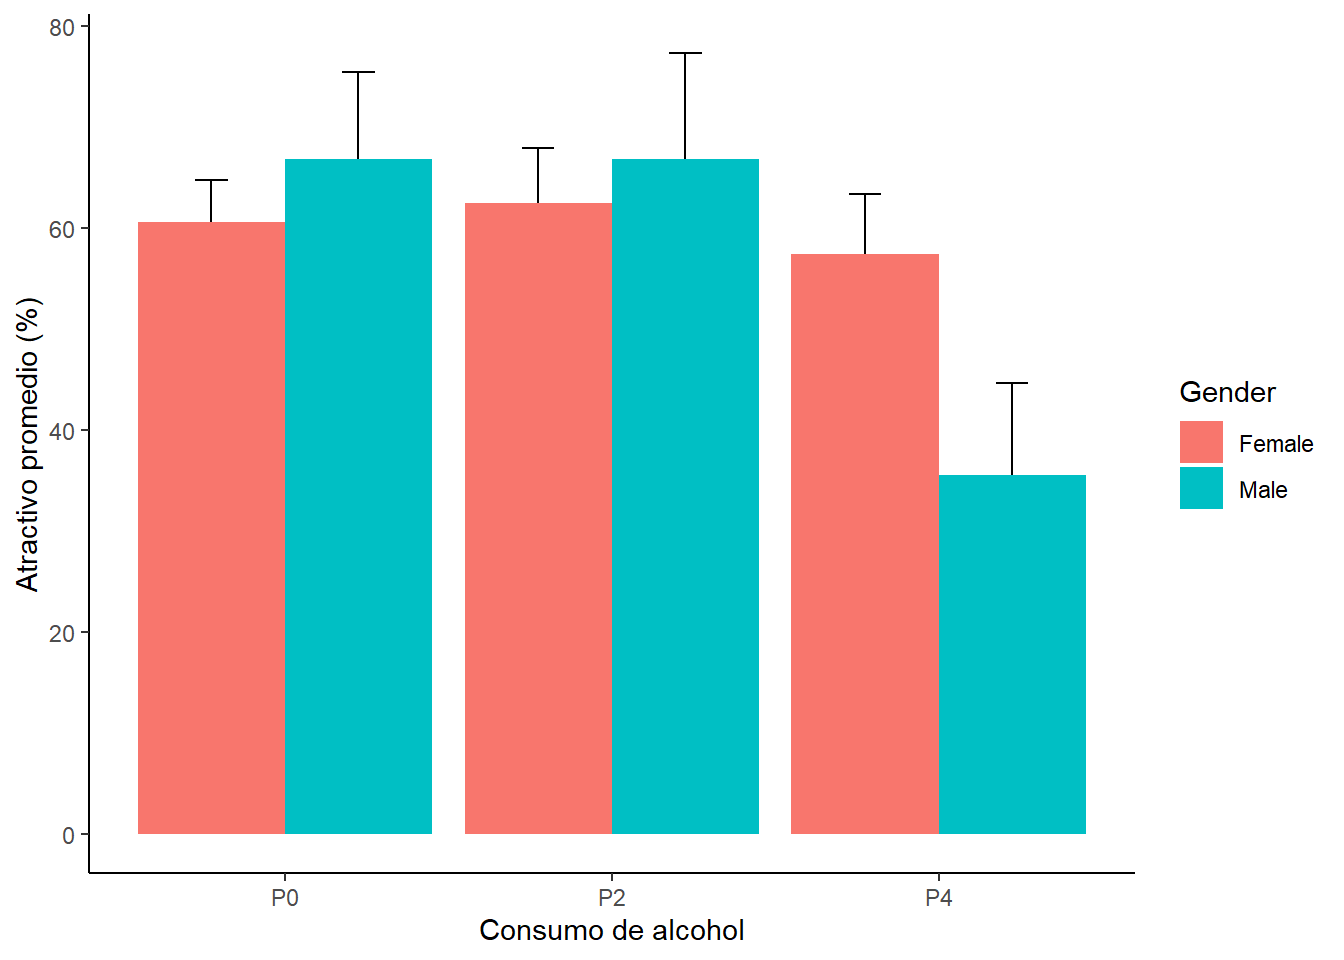 80
60
40
20
0
Atractivo promedio (%)
P0
P2
P4
Consumo de alcohol
Gender
Female
Male